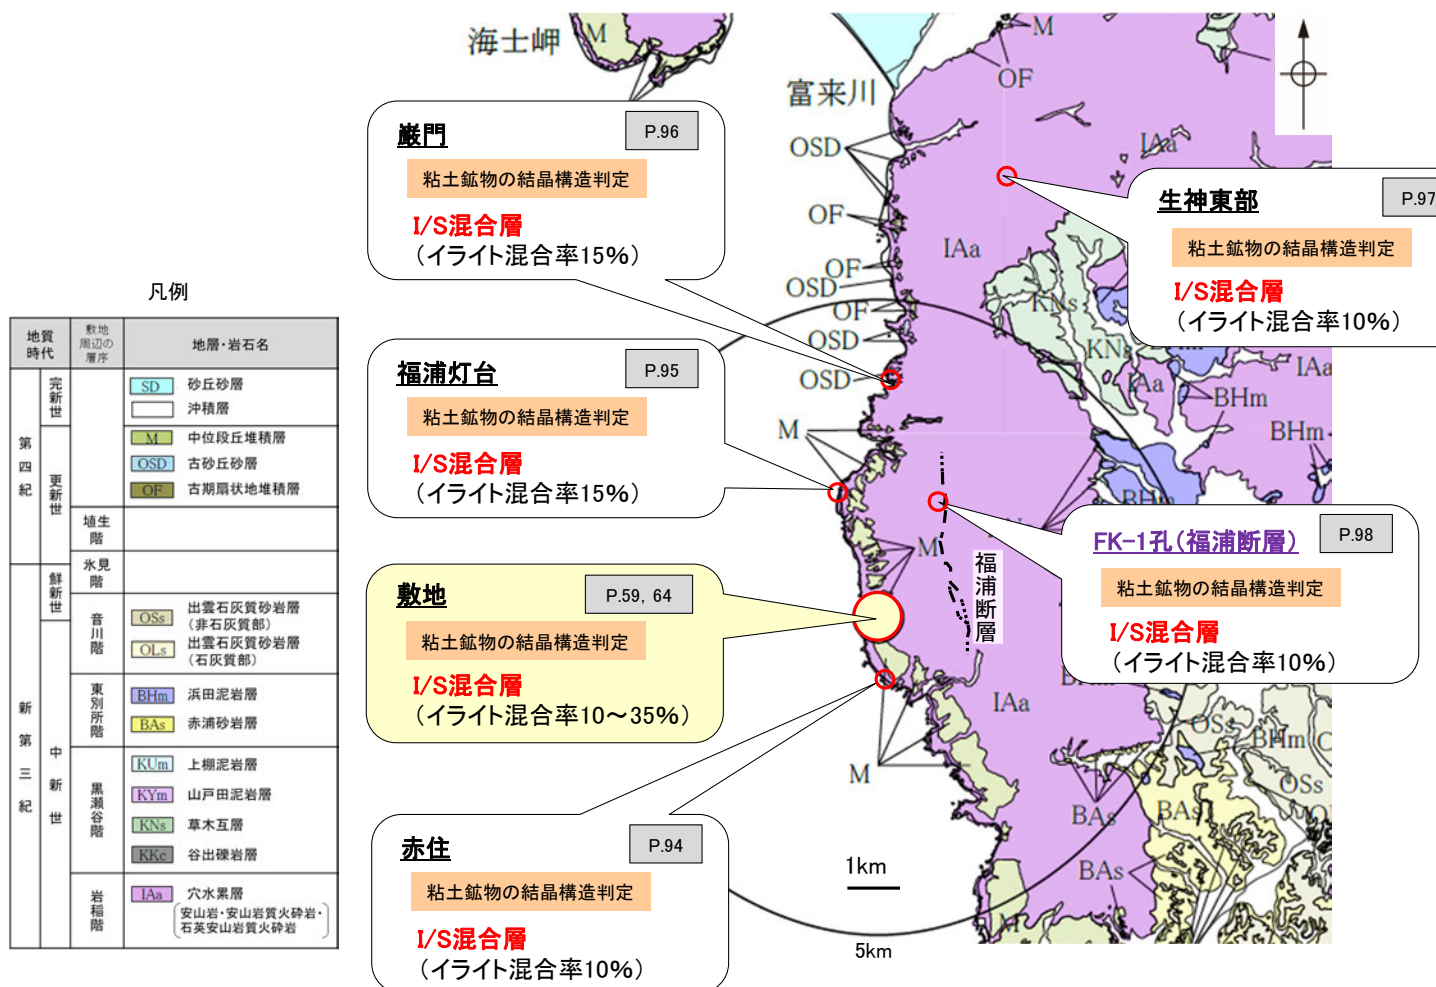 海士岬
M
富来川
M
OF
OSD
IAa
OF
IAa
OF
OSD
OF
OSD
OSD
KNs
KNs
IAa
IAa
BHm
BHm
BHm
M
M
福浦断層
IAa
M
OSs
BHm
OSs
BAs
BAs
BAs
M
1km
5km
巌門
P.96
粘土鉱物の結晶構造判定
I/S混合層
（イライト混合率15%）
生神東部
P.97
粘土鉱物の結晶構造判定
I/S混合層
（イライト混合率10%）
福浦灯台
P.95
粘土鉱物の結晶構造判定
I/S混合層
（イライト混合率15%）
FK-1孔（福浦断層）
P.98
粘土鉱物の結晶構造判定
I/S混合層
（イライト混合率10%）
敷地
P.59, 64
粘土鉱物の結晶構造判定
I/S混合層
（イライト混合率10～35%）
赤住
P.94
粘土鉱物の結晶構造判定
I/S混合層
（イライト混合率10%）
凡例
地質時代
敷地周辺の層序
地層・岩石名
第四紀
完新世
SD 砂丘砂層
沖積層
更新世
M 中位段丘堆積層
OSD 古砂丘砂層
OF 古期扇状地堆積層
埴生階
新第三紀
鮮新世
氷見階
中新世
音川階
OSs 出雲石灰質砂岩層
（非石灰質部）
OLs 出雲石灰質砂岩層
（石灰質部）
東別所階
BHm 浜田泥岩層
BAs 赤浦砂岩層
黒瀬谷階
KUm 上棚泥岩層
KYm 山戸田泥岩層
KNs 草木互層
KKc 谷出礫岩層
岩稲階
IAa 穴水累層
安山岩・安山岩質火砕岩・
石英安山岩質火砕岩